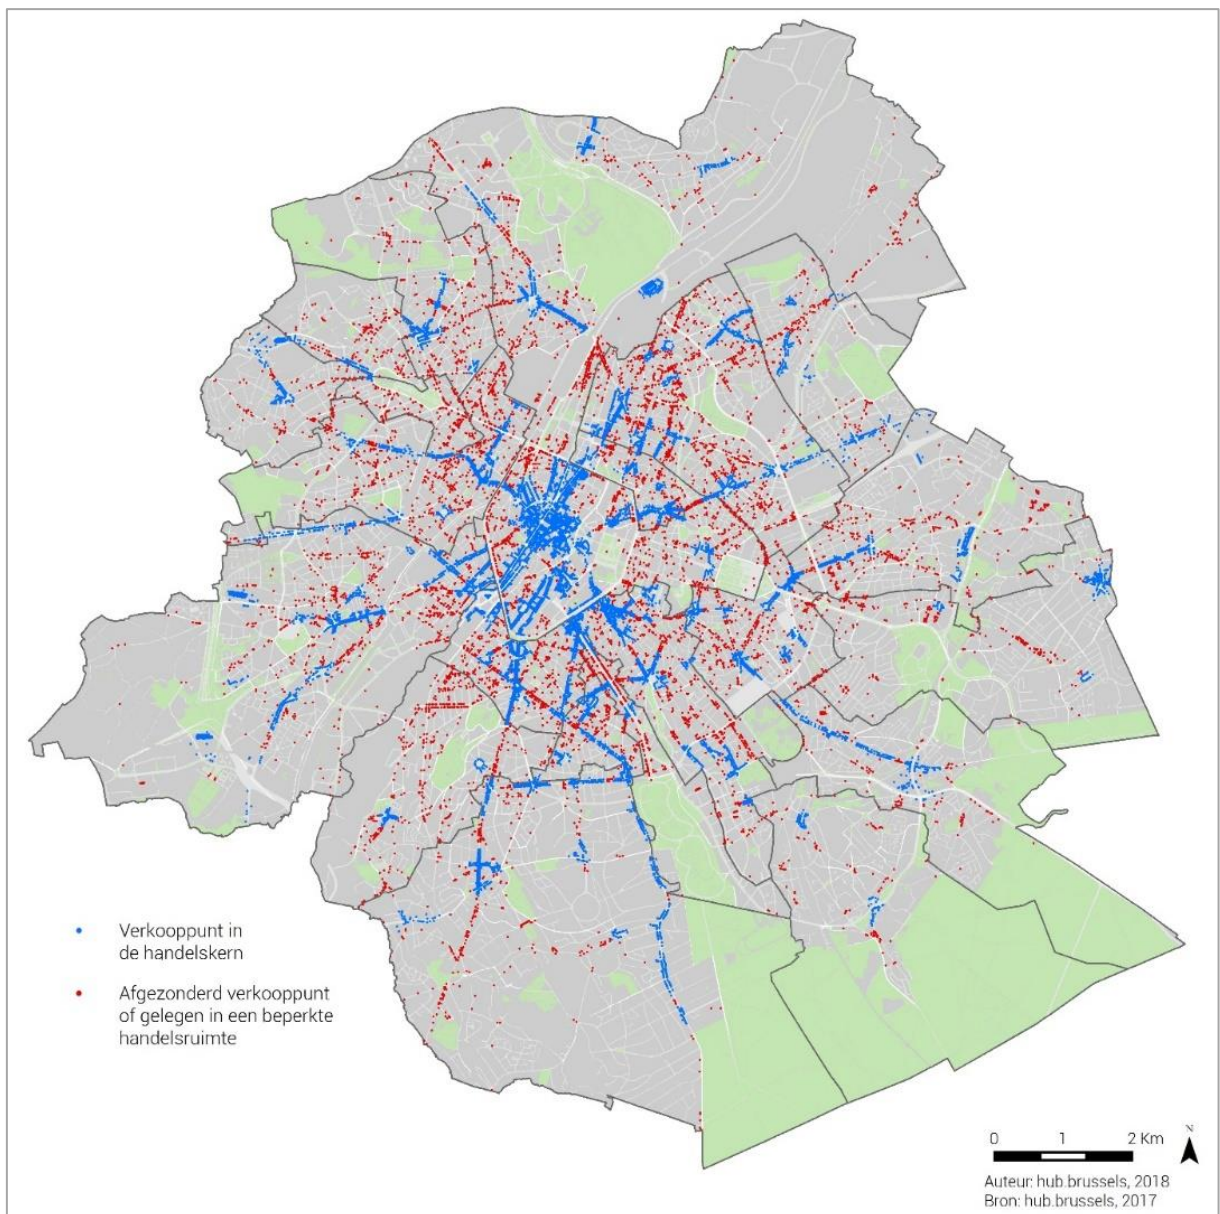 Verkooppunt in
de handelskern
Afgezonderd verkooppunt
of gelegen in een beperkte
handelsruimte
0 1 2 Km
N
Auteur: hub.brussels, 2018
Bron: hub.brussels, 2017